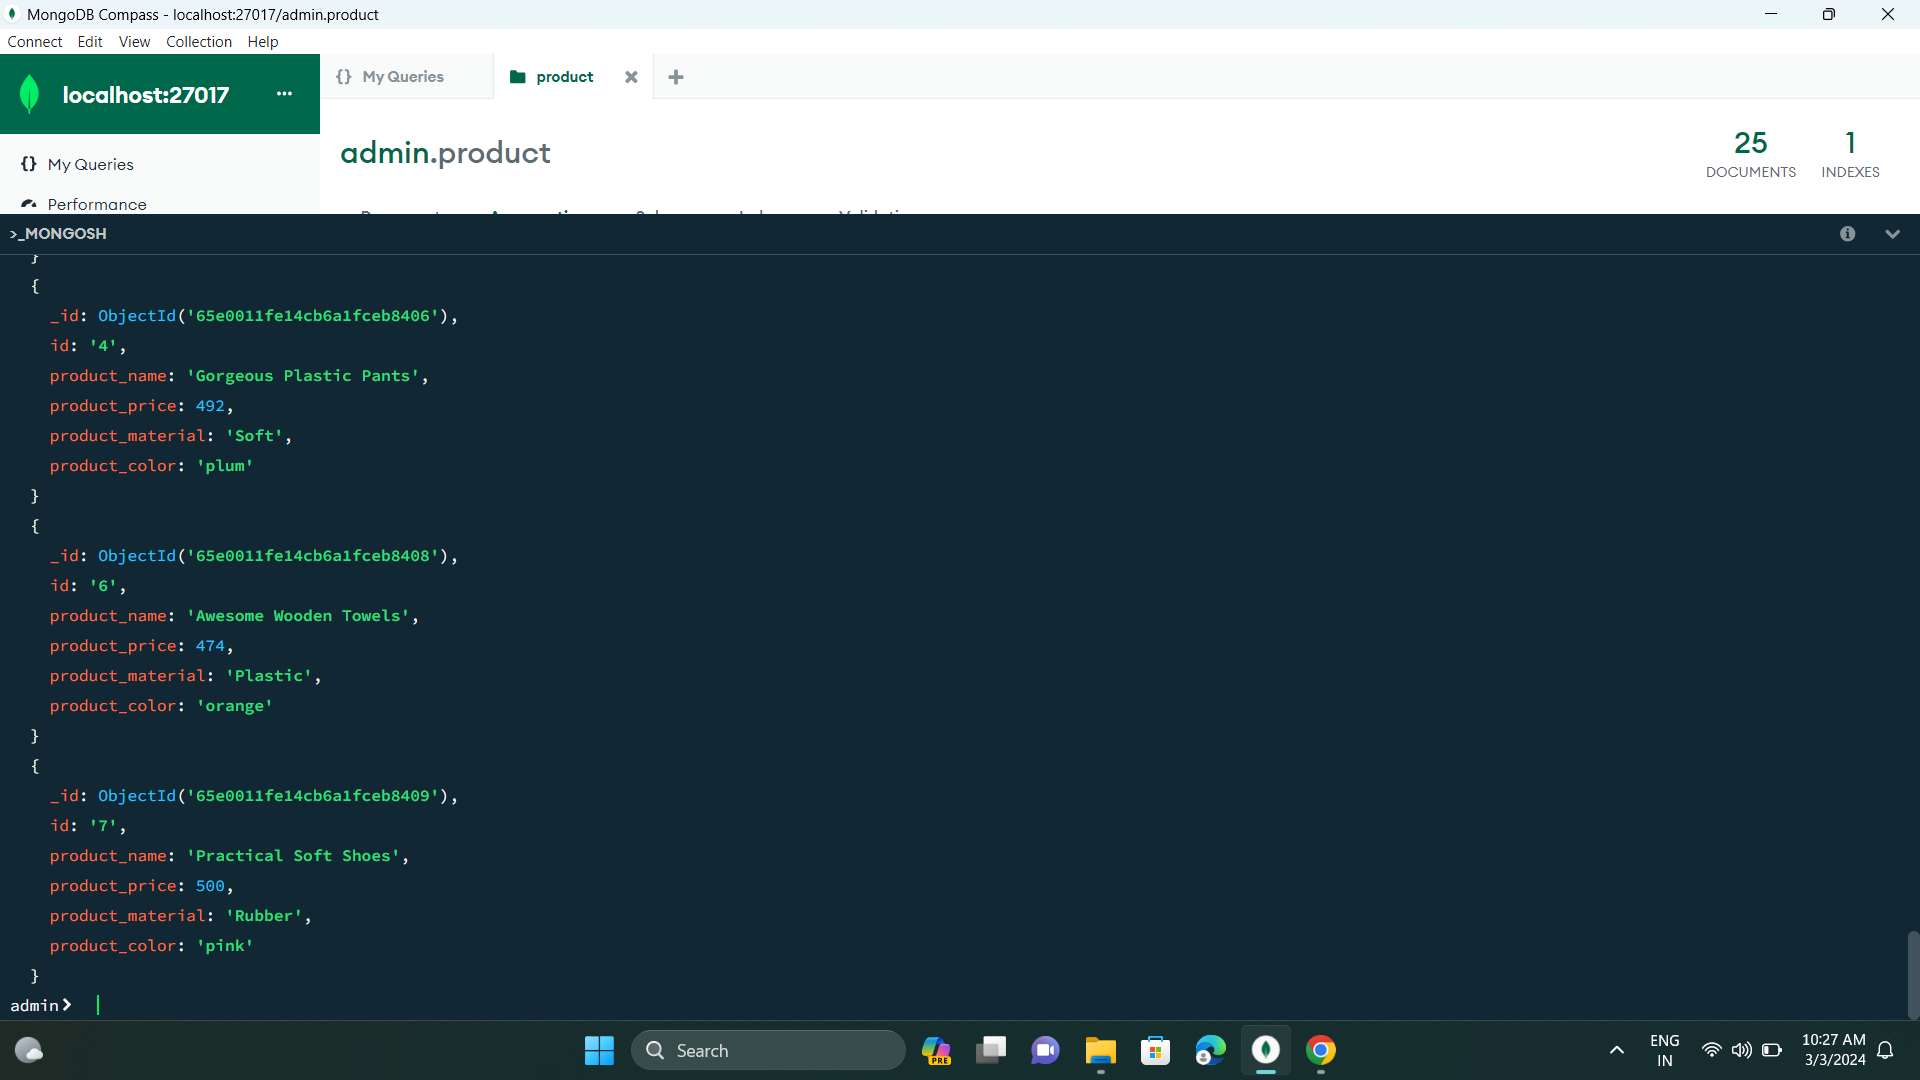 MongoDB Compass - localhost:27017/admin.product
Connect Edit View Collection Help
localhost:27017 ...
{} My Queries
product
admin.product
25
DOCUMENTS
1
INDEXES
{} My Queries
Performance
>_MONGOSH
}
{
_id: ObjectId('65e0011fe14cb6a1fceb8406'),
id: '4',
product_name: 'Gorgeous Plastic Pants',
product_price: 492,
product_material: 'Soft',
product_color: 'plum'
}
{
_id: ObjectId('65e0011fe14cb6a1fceb8408'),
id: '6',
product_name: 'Awesome Wooden Towels',
product_price: 474,
product_material: 'Plastic',
product_color: 'orange'
}
{
_id: ObjectId('65e0011fe14cb6a1fceb8409'),
id: '7',
product_name: 'Practical Soft Shoes',
product_price: 500,
product_material: 'Rubber',
product_color: 'pink'
}
admin>
Search
PRE
ENG
IN
10:27 AM
3/3/2024